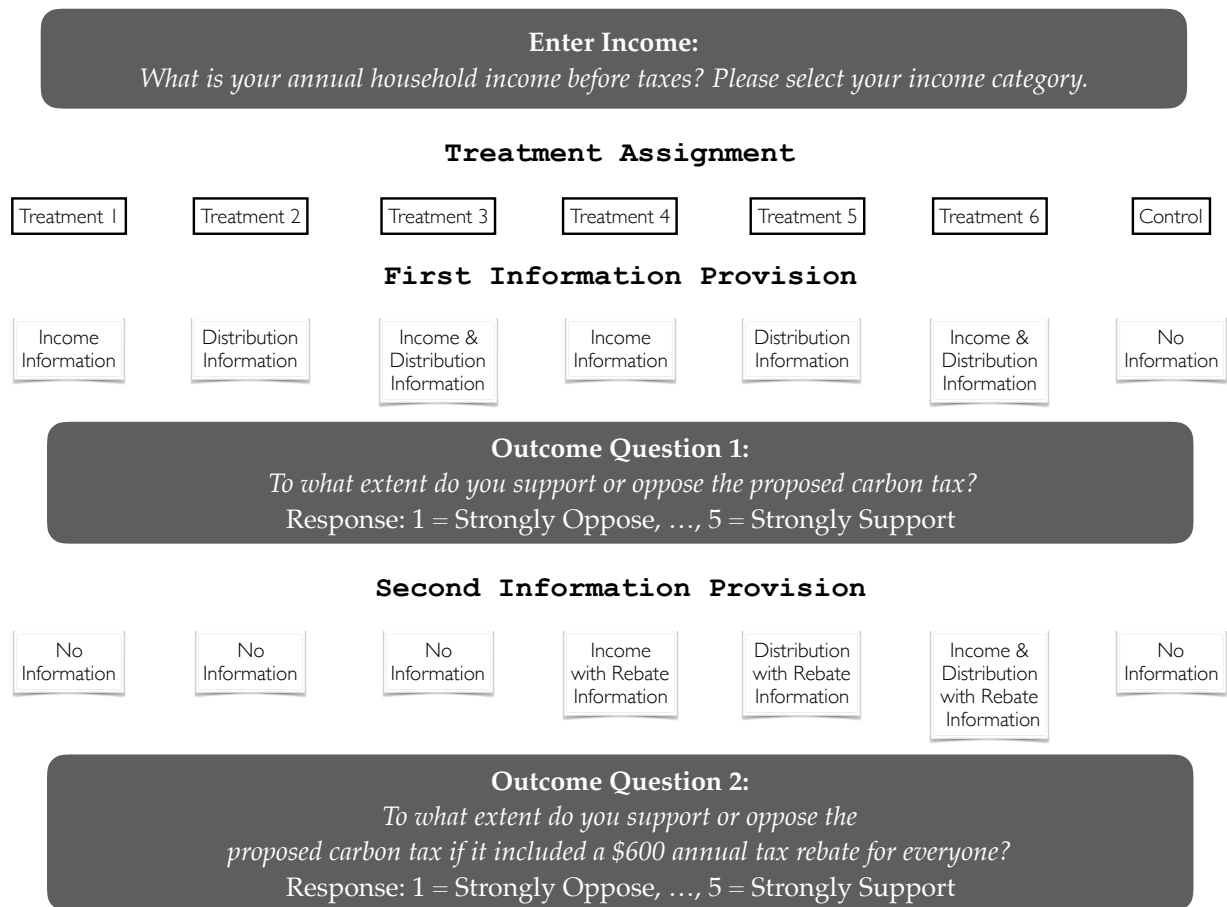 Enter Income:
What is your annual household income before taxes? Please select your income category.
Treatment Assignment
Treatment 1 Treatment 2 Treatment 3 Treatment 4 Treatment 5 Treatment 6 Control
First Information Provision
Income Information
Distribution Information
Income & Distribution Information
Income Information
Distribution Information
Income & Distribution Information
No Information
Outcome Question 1:
To what extent do you support or oppose the proposed carbon tax?
Response: 1 = Strongly Oppose, …, 5 = Strongly Support
Second Information Provision
No Information
No Information
No Information
Income with Rebate Information
Distribution with Rebate Information
Income & Distribution with Rebate Information
No Information
Outcome Question 2:
To what extent do you support or oppose the
proposed carbon tax if it included a $600 annual tax rebate for everyone?
Response: 1 = Strongly Oppose, …, 5 = Strongly Support